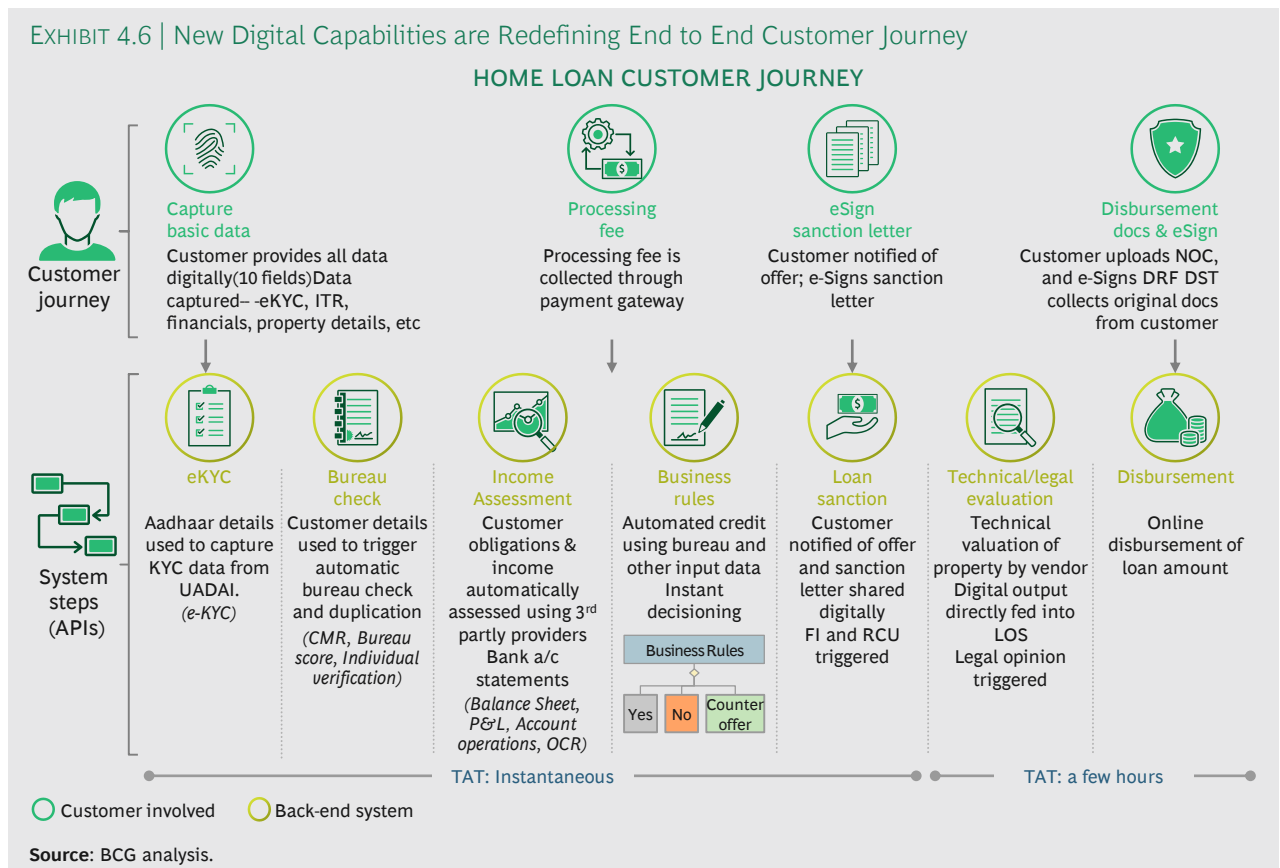 EXHIBIT 4.6 | New Digital Capabilities are Redefining End to End Customer Journey
HOME LOAN CUSTOMER JOURNEY
Customer
journey
Capture
basic data
Customer provides all data
digitally(10 fields)Data
captured– -eKYC, ITR,
financials, property details, etc
Processing
fee
Processing fee is
collected through
payment gateway
eSign
sanction letter
Customer notified of
offer; e-Signs sanction
letter
Disbursement
docs & eSign
Customer uploads NOC,
and e-Signs DRF DST
collects original docs
from customer
System
steps
(APIs)
eKYC
Aadhaar details
used to capture
KYC data from
UADAI.
(e-KYC)
Bureau
check
Customer details
used to trigger
automatic
bureau check
and duplication
(CMR, Bureau
score, Individual
verification)
Income
Assessment
Customer
obligations &
income
automatically
assessed using 3rd
partly providers
Bank a/c
statements
(Balance Sheet,
P&L, Account
operations, OCR)
Business
rules
Automated credit
using bureau and
other input data
Instant
decisioning
Business Rules
Yes
No
Counter
offer
Loan
sanction
Customer
notified of offer
and sanction
letter shared
digitally
FI and RCU
triggered
Technical/legal
evaluation
Technical
valuation of
property by vendor
Digital output
directly fed into
LOS
Legal opinion
triggered
Disbursement
Online
disbursement of
loan amount
TAT: Instantaneous
TAT: a few hours
Customer involved
Back-end system
Source: BCG analysis.